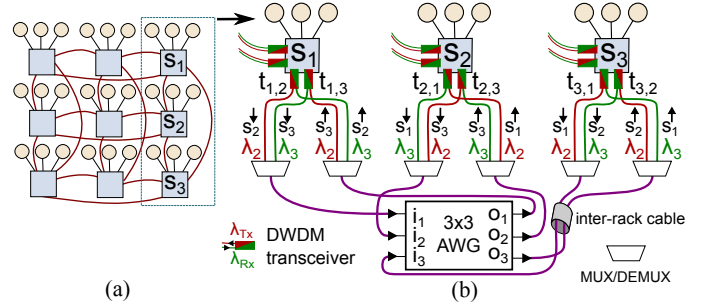 S₁
S₂
S₃
(a)
S₁
S₂
S₃
t₁,₂
t₁,₃
t₂,₁
t₂,₃
t₃,₁
t₃,₂
s₂ s₃ s₃ s₂
s₁ s₃ s₃ s₁
s₁ s₂ s₂ s₁
λ₂ λ₃ λ₂ λ₃
λ₂ λ₃ λ₂ λ₃
λ₂ λ₃ λ₂ λ₃
i₁
i₂
i₃
3x3
AWG
o₁
o₂
o₃
inter-rack cable
λTx
λRx
DWDM
transceiver
MUX/DEMUX
(b)